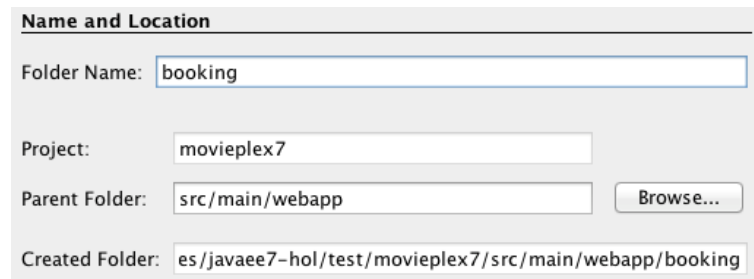 Name and Location
Folder Name: booking
Project: movieplex7
Parent Folder: src/main/webapp Browse...
Created Folder: es/javaee7-hol/test/movieplex7/src/main/webapp/booking